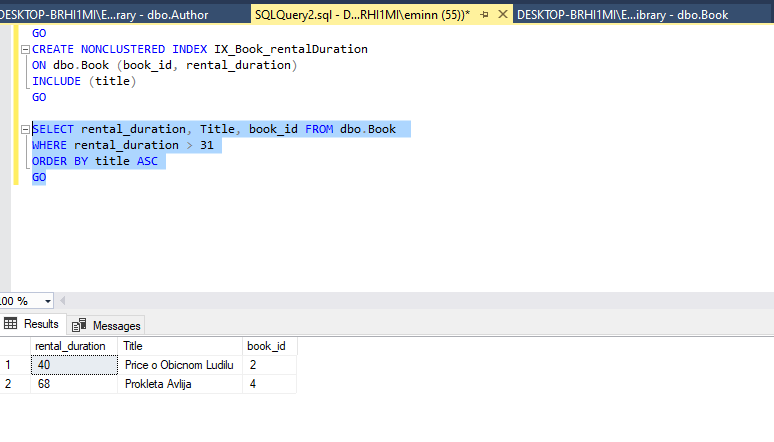 DESKTOP-BRHI1MI\E...rary - dbo.Author
SQLQuery2.sql - D...RHI1MI\eminn (55))*
DESKTOP-BRHI1MI\E...ibrary - dbo.Book
GO
CREATE NONCLUSTERED INDEX IX_Book_rentalDuration
ON dbo.Book (book_id, rental_duration)
INCLUDE (title)
GO
SELECT rental_duration, Title, book_id FROM dbo.Book
WHERE rental_duration > 31
ORDER BY title ASC
GO
100 %
Results Messages
rental_duration Title book_id
1 40 Price o Obicnom Ludilu 2
2 68 Prokleta Avlija 4